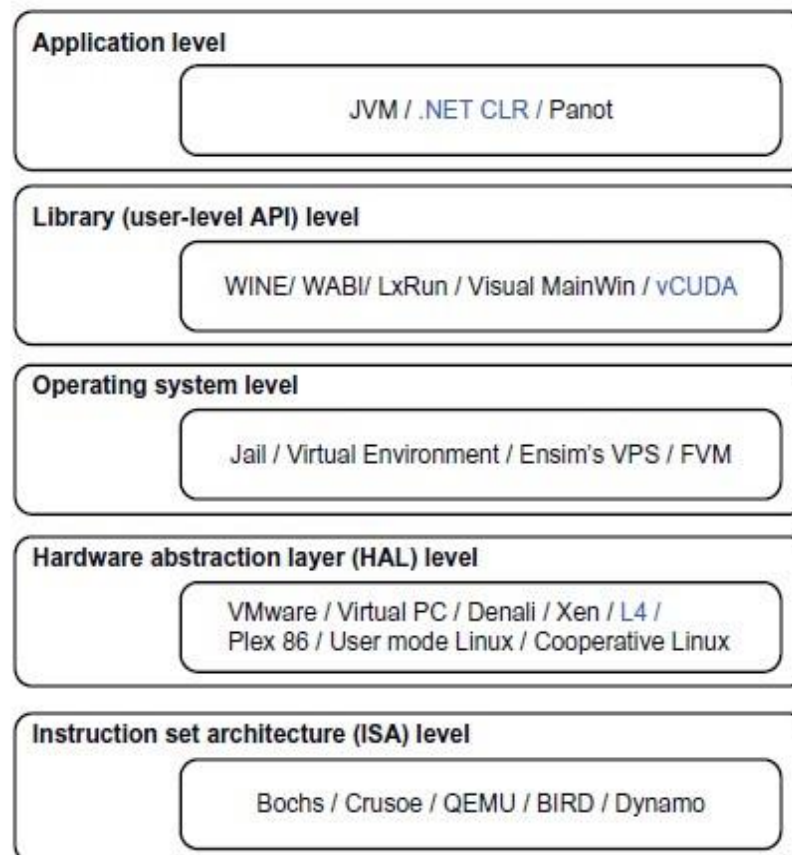 Application level
JVM / .NET CLR / Panot
Library (user-level API) level
WINE/ WABI/ LxRun / Visual MainWin / vCUDA
Operating system level
Jail / Virtual Environment / Ensim's VPS / FVM
Hardware abstraction layer (HAL) level
VMware / Virtual PC / Denali / Xen / L4 /
Plex 86 / User mode Linux / Cooperative Linux
Instruction set architecture (ISA) level
Bochs / Crusoe / QEMU / BIRD / Dynamo